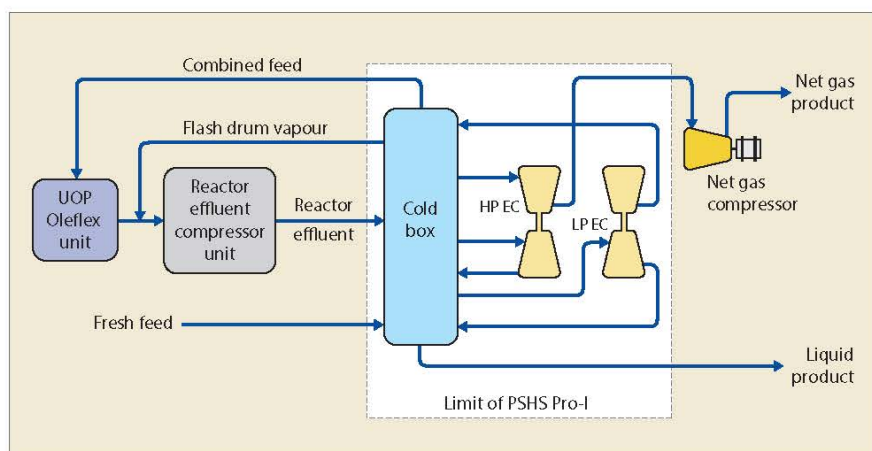 Combined feed
Flash drum vapour
Net gas
product
UOP
Oleflex
unit
Reactor
effluent
compressor
unit
Reactor
effluent
Cold
box
HP EC
LP EC
Net gas
compressor
Fresh feed
Liquid
product
Limit of PSHS Pro-I